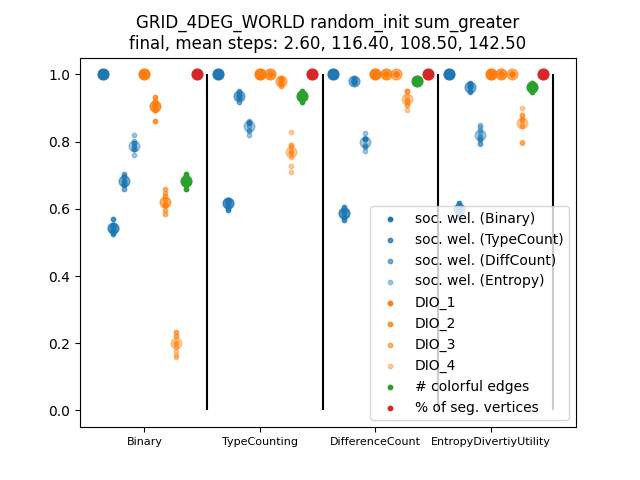 GRID_4DEG_WORLD random_init sum_greater
final, mean steps: 2.60, 116.40, 108.50, 142.50
1.0
0.8
0.6
0.4
0.2
0.0
soc. wel. (Binary)
soc. wel. (TypeCount)
soc. wel. (DiffCount)
soc. wel. (Entropy)
DIO_1
DIO_2
DIO_3
DIO_4
# colorful edges
% of seg. vertices
Binary TypeCounting DifferenceCount EntropyDivertiyUtility